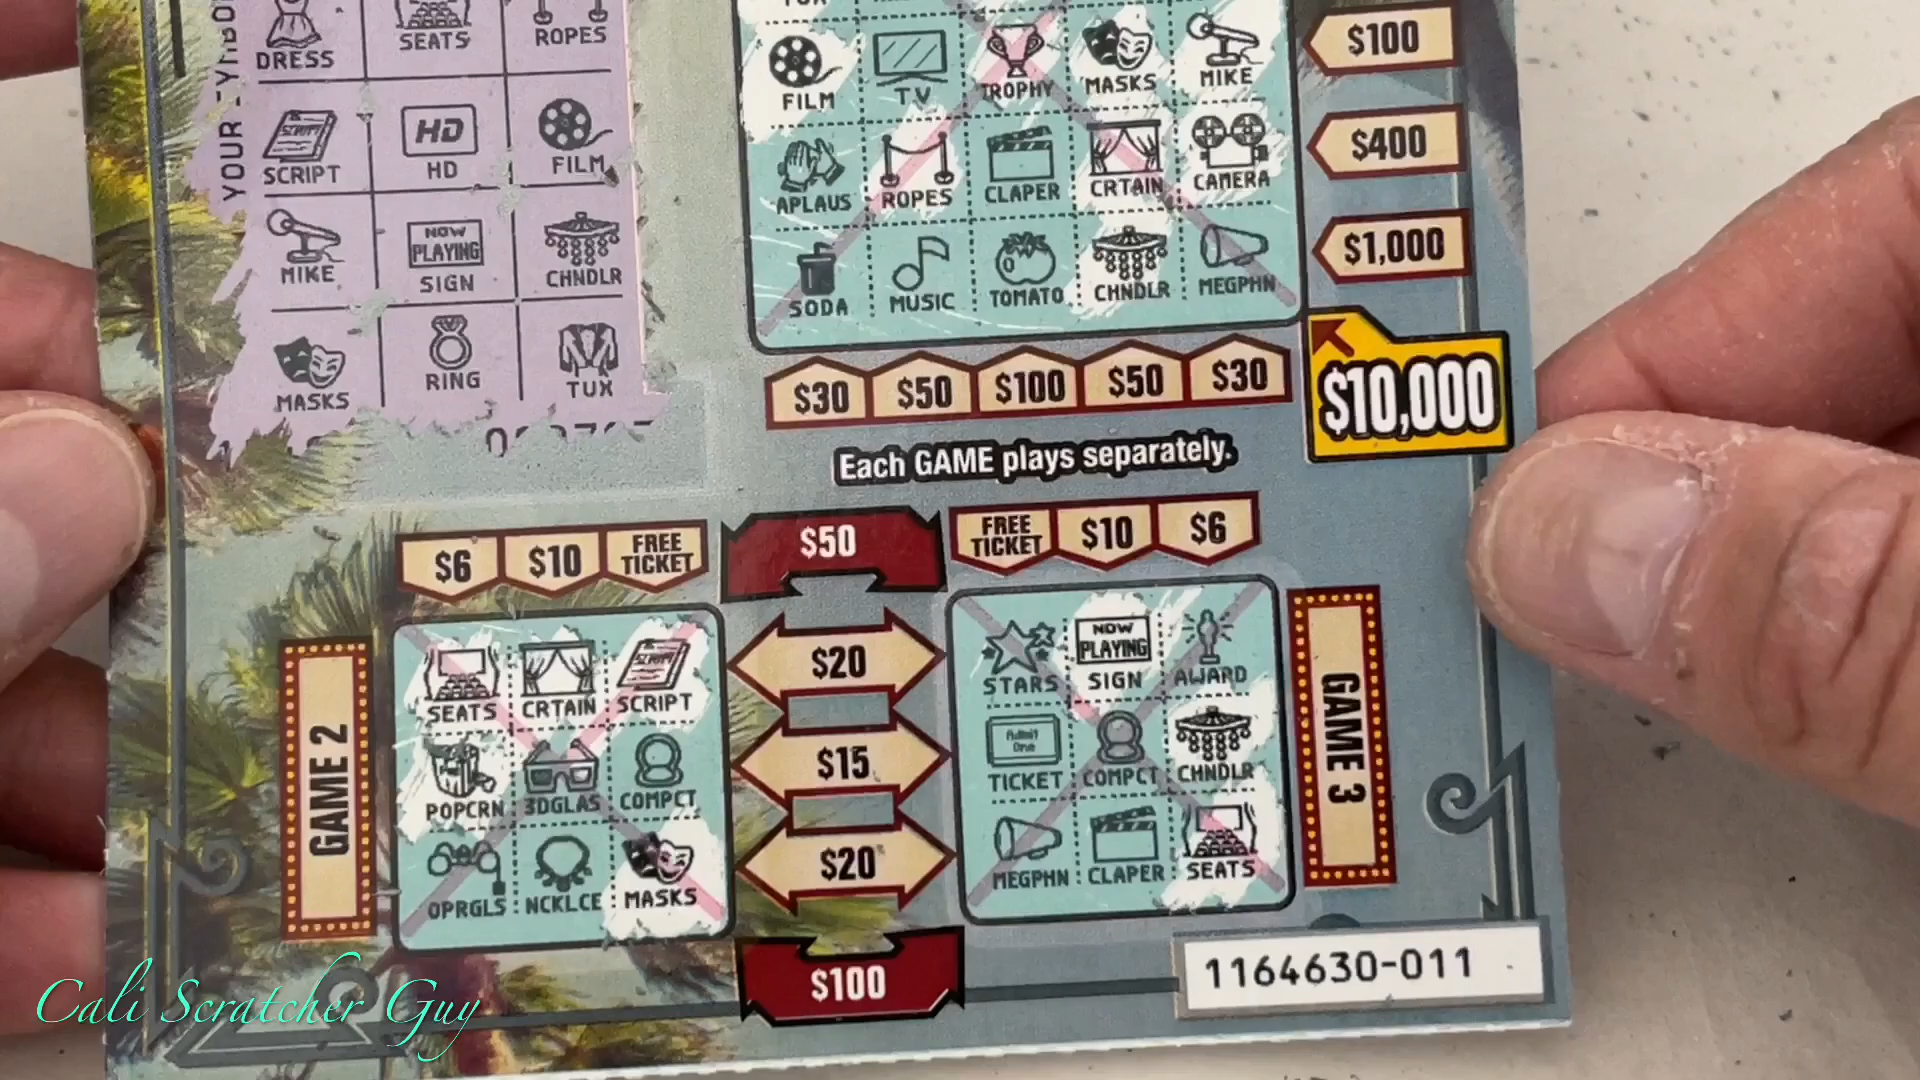 YOUR
DRESS SEATS ROPES
SCRIPT HD HD FILM
SCRIPT
MIKE NOW PLAYING SIGN CHNDLR
MASKS RING TUX
FILM TV TROPHY MASKS MIKE
APLAUS ROPES CLAPER CRTAIN CAMERA
SODA MUSIC TOMATO CHNDLR MEGPHN
$100
$400
$1,000
$10,000
$30 $50 $100 $50 $30
Each GAME plays separately.
$6 $10 FREE TICKET
$50
FREE TICKET $10 $6
GAME 2
SEATS CRTAIN SCRIPT SCRIPT
POPCRN 3DGLAS COMPCT
OPRGLS NCKLCE MASKS
$20
$15
$20
$100
STARS NOW PLAYING SIGN AWARD
Admit One TICKET COMPCT CHNDLR
MEGPHN CLAPER SEATS
GAME 3
1164630-011
Cali Scratcher Guy